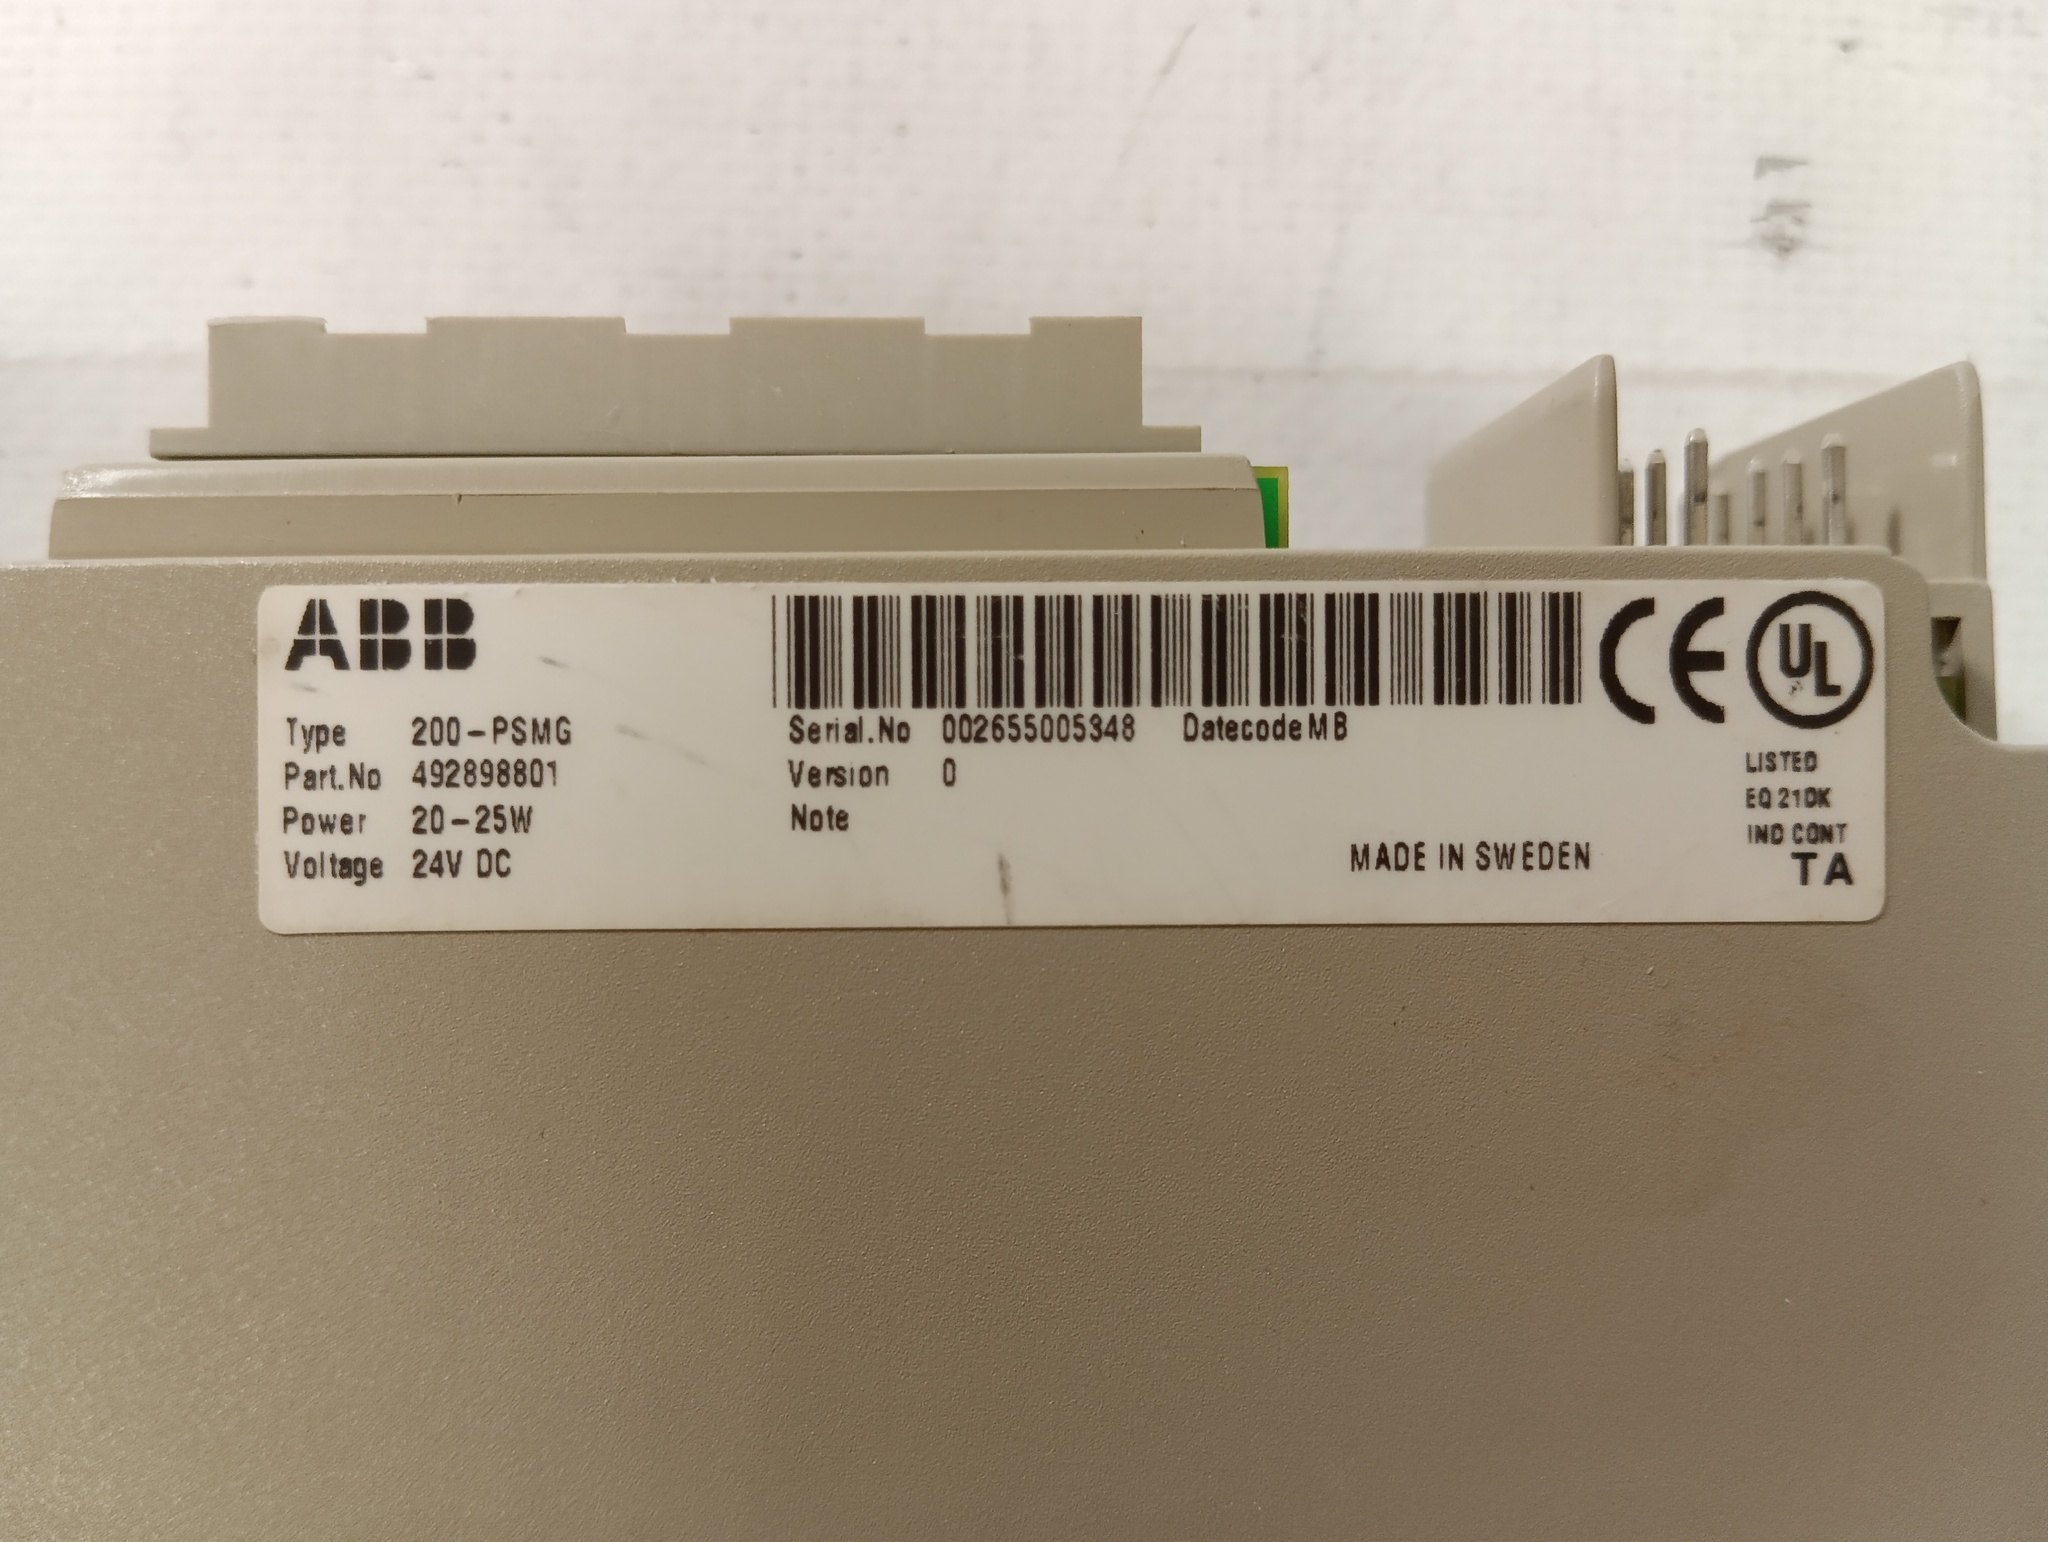 ABB
CE
UL
Type 200-PSMG
Serial.No 002655005348 Datecode MB
Part.No 492898801
Version 0
Power 20-25W
Note
Voltage 24V DC
MADE IN SWEDEN
LISTED
EQ 21DK
IND CONT
TA